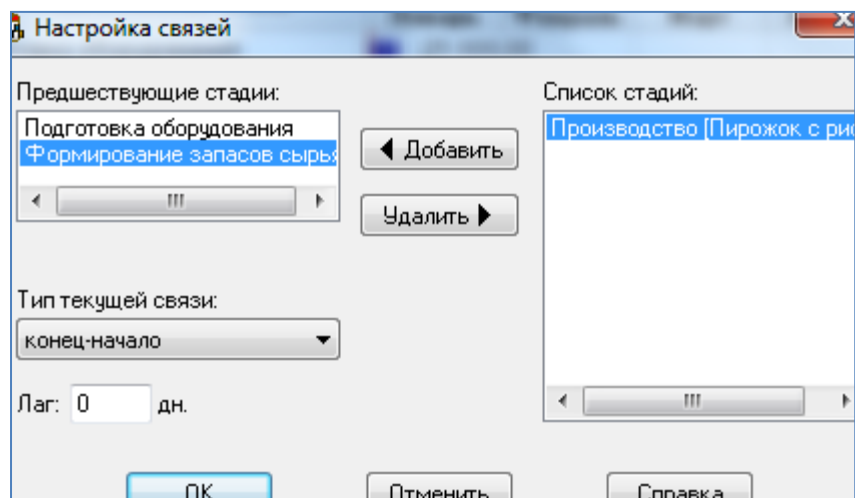 Настройка связей
Предшествующие стадии:
Список стадий:
Подготовка оборудования
Формирование запасов сырья
Производство [Пирожок с рис
Добавить
Удалить
Тип текущей связи:
конец-начало
Лаг: 0 дн.
ОК
Отменить
Справка